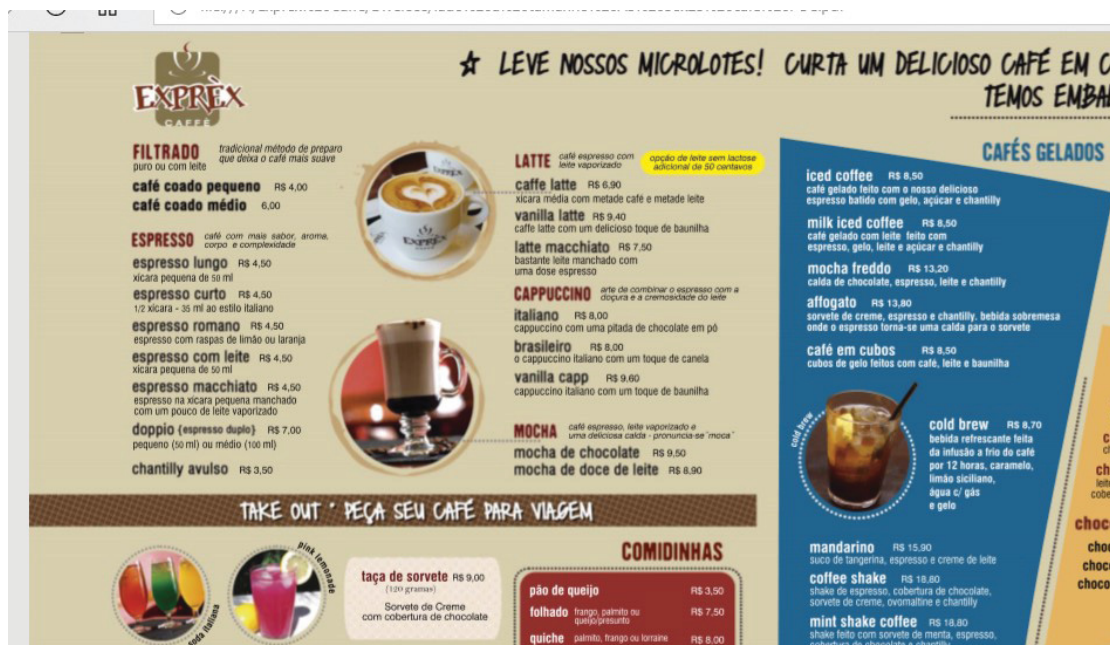 ☆ LEVE NOSSOS MICROLOTES! CURTA UM DELICIOSO CAFÉ EM C
TEMOS EMBAL
EXPRÈX
CAFFÈ
FILTRADO tradicional método de preparo
que deixa o café mais suave
puro ou com leite
café coado pequeno R$ 4,00
café coado médio 6,00
ESPRESSO café com mais sabor, aroma,
corpo e complexidade
espresso lungo R$ 4,50
xícara pequena de 50 ml
espresso curto R$ 4,50
1/2 xícara - 35 ml ao estilo italiano
espresso romano R$ 4,50
espresso com raspas de limão ou laranja
espresso com leite R$ 4,50
xícara pequena de 50 ml
espresso macchiato R$ 4,50
espresso na xícara pequena manchado
com um pouco de leite vaporizado
doppio {espresso duplo} R$ 7,00
pequeno (50 ml) ou médio (100 ml)
chantilly avulso R$ 3,50
EXPRÈX
LATTE café espresso com
leite vaporizado
opção de leite sem lactose
adicional de 50 centavos
caffe latte R$ 6,90
xícara média com metade café e metade leite
vanilla latte R$ 9,40
caffe latte com um delicioso toque de baunilha
latte macchiato R$ 7,50
bastante leite manchado com
uma dose espresso
CAPPUCCINO arte de combinar o espresso com a
doçura e a cremosidade do leite
italiano R$ 8,00
cappuccino com uma pitada de chocolate em pó
brasileiro R$ 8,00
o cappuccino italiano com um toque de canela
vanilla capp R$ 9,60
cappuccino italiano com um toque de baunilha
MOCHA café espresso, leite vaporizado e
uma deliciosa calda - pronuncia-se "moca"
mocha de chocolate R$ 9,50
mocha de doce de leite R$ 8,90
CAFÉS GELADOS
iced coffee R$ 8,50
café gelado feito com o nosso delicioso
espresso batido com gelo, açúcar e chantilly
milk iced coffee R$ 8,50
café gelado com leite feito com
espresso, gelo, leite e açúcar e chantilly
mocha freddo R$ 13,20
calda de chocolate, espresso, leite e chantilly
affogato R$ 13,80
sorvete de creme, espresso e chantilly. bebida sobremesa
onde o espresso torna-se uma calda para o sorvete
café em cubos R$ 8,50
cubos de gelo feitos com café, leite e baunilha
cold brew
cold brew R$ 8,70
bebida refrescante feita
da infusão a frio do café
por 12 horas, caramelo,
limão siciliano,
água c/ gás
e gelo
mandarino R$ 15,90
suco de tangerina, espresso e creme de leite
coffee shake R$ 18,80
shake de espresso, cobertura de chocolate,
sorvete de creme, ovomaltine e chantilly
mint shake coffee R$ 18,80
shake feito com sorvete de menta, espresso,
cobertura de chocolate e chantilly
TAKE OUT * PEÇA SEU CAFÉ PARA VIAGEM
soda italiana
pink lemonade
taça de sorvete R$ 9,00
(120 gramas)
Sorvete de Creme
com cobertura de chocolate
COMIDINHAS
pão de queijo R$ 3,50
folhado frango, palmito ou
queijo/presunto R$ 7,50
quiche palmito, frango ou lorraine R$ 8,00
c
ch
ch
leite
cobe
choc
choc
choc
choco